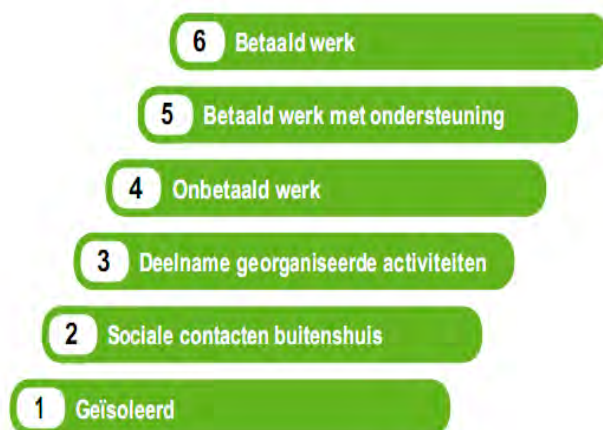 6 Betaald werk
5 Betaald werk met ondersteuning
4 Onbetaald werk
3 Deelname georganiseerde activiteiten
2 Sociale contacten buitenshuis
1 Geïsoleerd